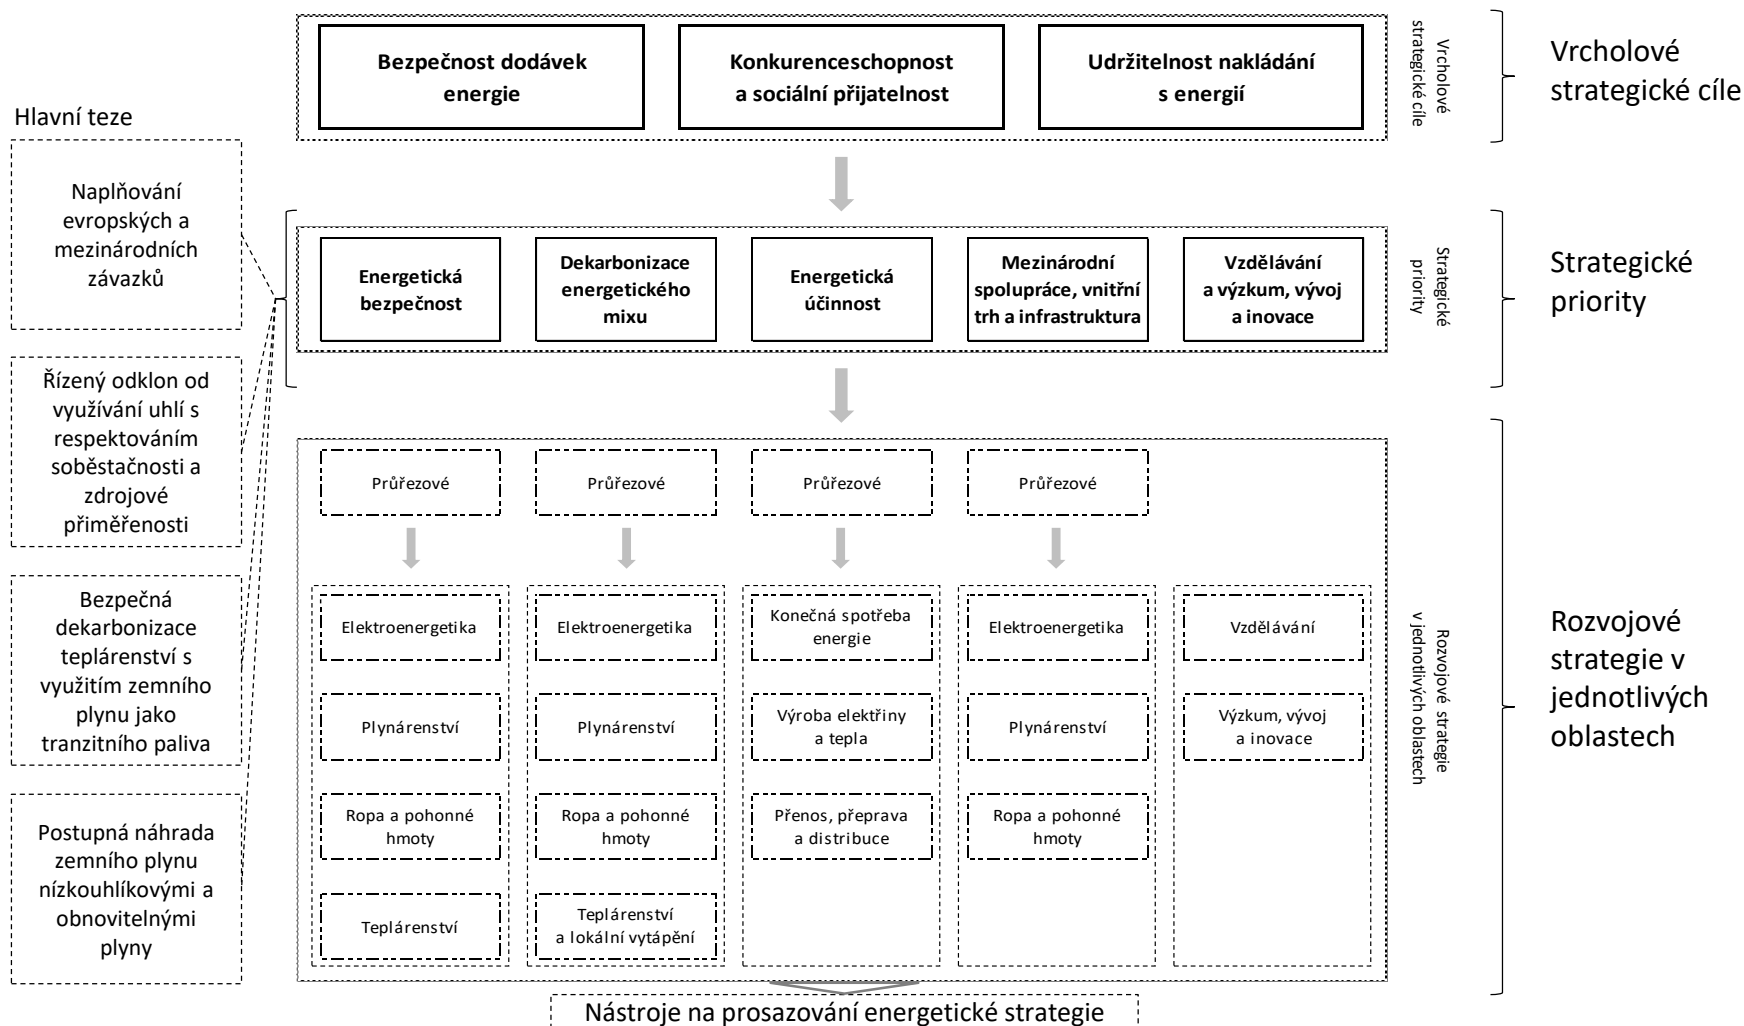 Bezpečnost dodávek
energie
Konkurenceschopnost
a sociální přijatelnost
Udržitelnost nakládání
s energií
Vrcholové
strategické cíle
Vrcholové
strategické cíle
Hlavní teze
Naplňování
evropských a
mezinárodních
závazků
Řízený odklon od
využívání uhlí s
respektováním
soběstačnosti a
zdrojové
přiměřenosti
Bezpečná
dekarbonizace
teplárenství s
využitím zemního
plynu jako
tranzitního paliva
Postupná náhrada
zemního plynu
nízkouhlíkovými a
obnovitelnými
plyny
Energetická
bezpečnost
Dekarbonizace
energetického
mixu
Energetická
účinnost
Mezinárodní
spolupráce, vnitřní
trh a infrastruktura
Vzdělávání
a výzkum, vývoj
a inovace
Strategické
priority
Strategické
priority
Průřezové
Průřezové
Průřezové
Průřezové
Elektroenergetika
Plynárenství
Ropa a pohonné
hmoty
Teplárenství
Elektroenergetika
Plynárenství
Ropa a pohonné
hmoty
Teplárenství
a lokální vytápění
Konečná spotřeba
energie
Výroba elektřiny
a tepla
Přenos, přeprava
a distribuce
Elektroenergetika
Plynárenství
Ropa a pohonné
hmoty
Vzdělávání
Výzkum, vývoj
a inovace
Rozvojové strategie
v jednotlivých oblastech
Rozvojové
strategie v
jednotlivých
oblastech
Nástroje na prosazování energetické strategie